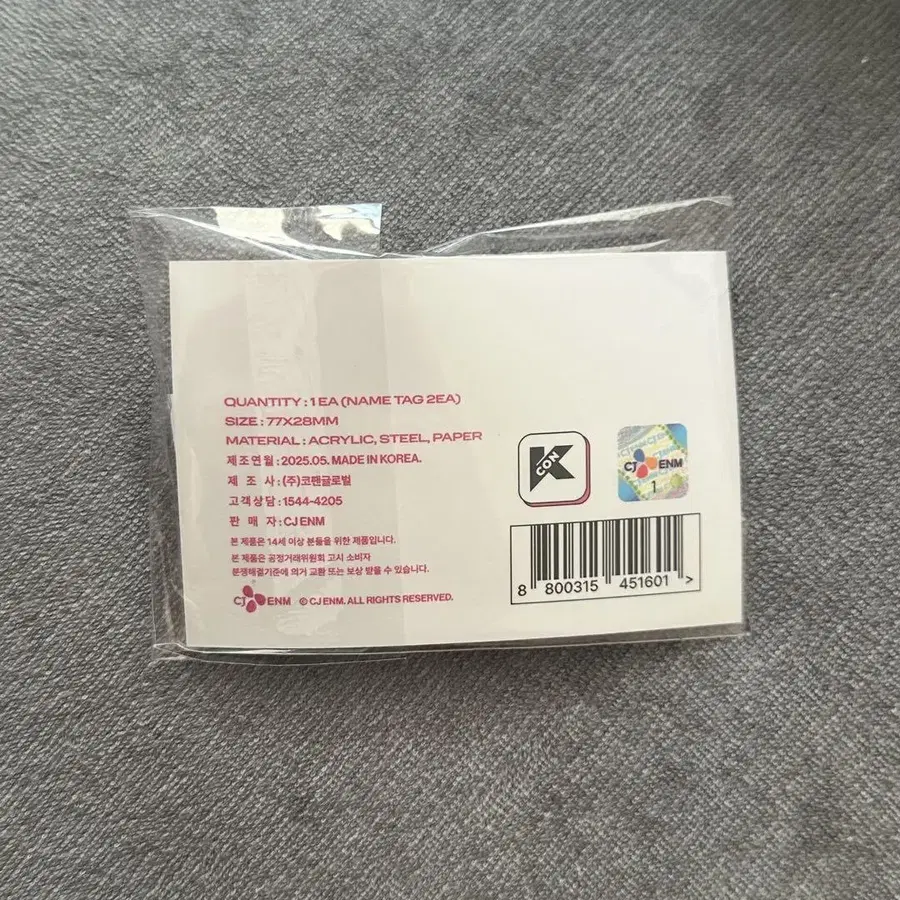 QUANTITY : 1 EA (NAME TAG 2EA)
SIZE : 77X28MM
MATERIAL : ACRYLIC, STEEL, PAPER
제조연월 : 2025.05. MADE IN KOREA.
제 조 사 : (주)코팬글로벌
고객상담 : 1544-4205
판 매 자 : CJ ENM
본 제품은 14세 이상 분들을 위한 제품입니다.
본 제품은 공정거래위원회 고시 소비자
분쟁해결기준에 의거 교환 또는 보상 받을 수 있습니다.
CJ ENM © CJ ENM. ALL RIGHTS RESERVED.
K CON
CJ ENM
1
8 800315 451601 >